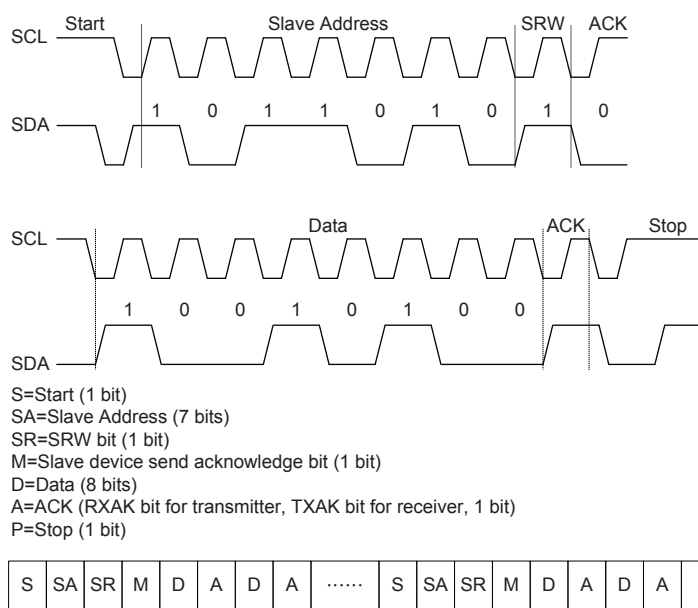 Start Slave Address SRW ACK
SCL
1 0 1 1 0 1 0 1 0
SDA
Data ACK Stop
SCL
1 0 0 1 0 1 0 0
SDA
S=Start (1 bit)
SA=Slave Address (7 bits)
SR=SRW bit (1 bit)
M=Slave device send acknowledge bit (1 bit)
D=Data (8 bits)
A=ACK (RXAK bit for transmitter, TXAK bit for receiver, 1 bit)
P=Stop (1 bit)
S SA SR M D A D A …… S SA SR M D A D A